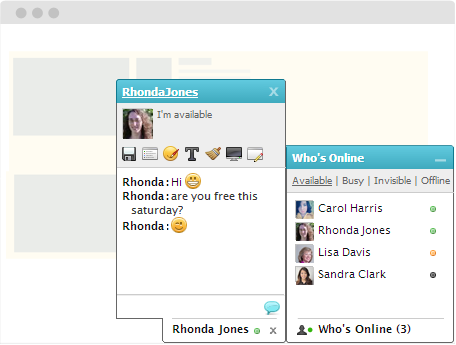 RhondaJones x
I'm available
T
Rhonda: Hi
Rhonda: are you free this
saturday?
Rhonda:
Rhonda Jones x
Who's Online
Available | Busy | Invisible | Offline
Carol Harris
Rhonda Jones
Lisa Davis
Sandra Clark
Who's Online (3)